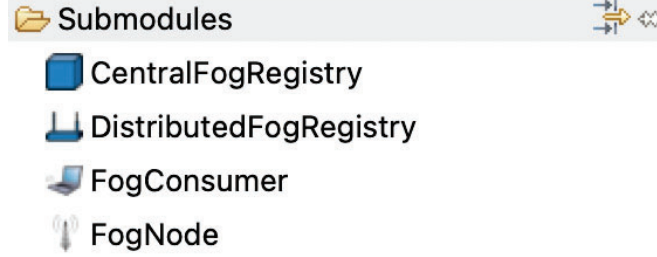 Submodules
CentralFogRegistry
DistributedFogRegistry
FogConsumer
FogNode